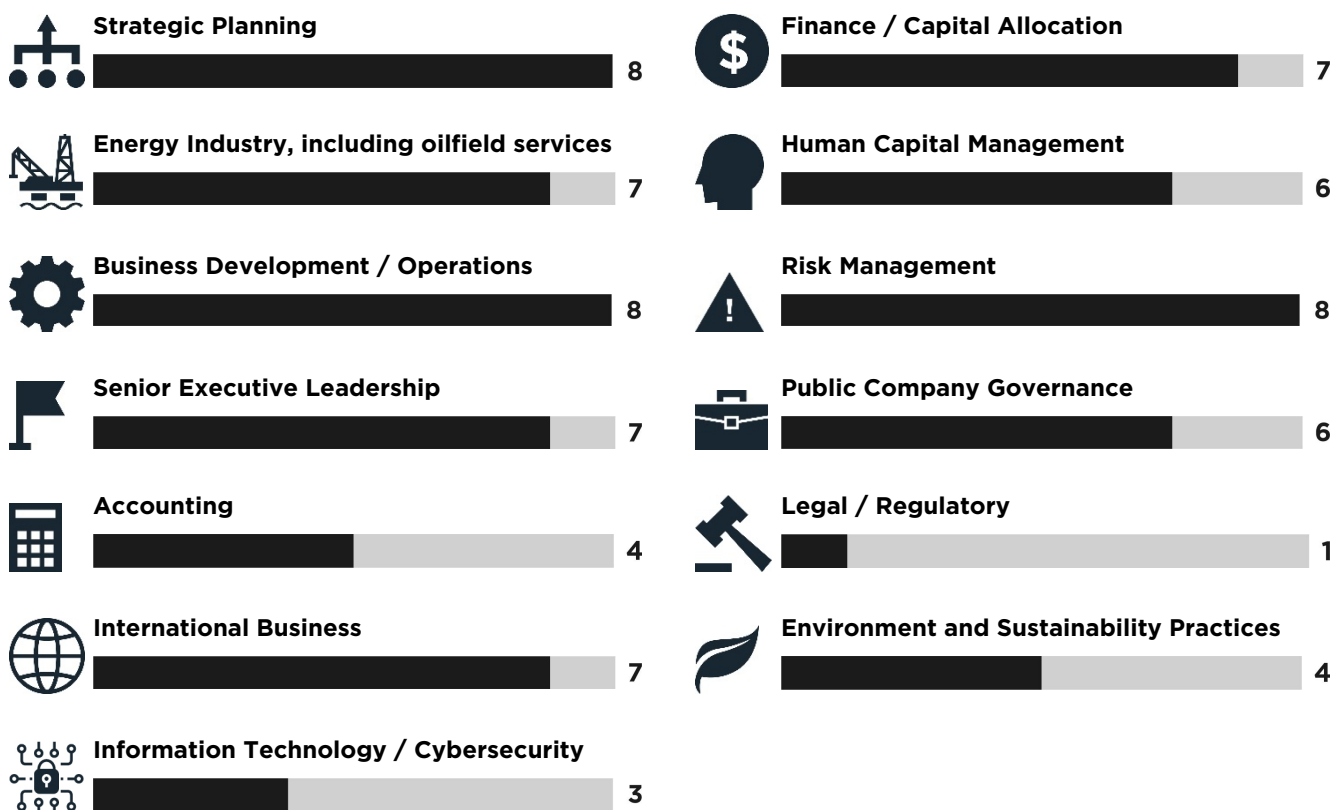 Strategic Planning
8
Energy Industry, including oilfield services
7
Business Development / Operations
8
Senior Executive Leadership
7
Accounting
4
International Business
7
Information Technology / Cybersecurity
3
$
Finance / Capital Allocation
7
Human Capital Management
6
!
Risk Management
8
Public Company Governance
6
Legal / Regulatory
1
Environment and Sustainability Practices
4